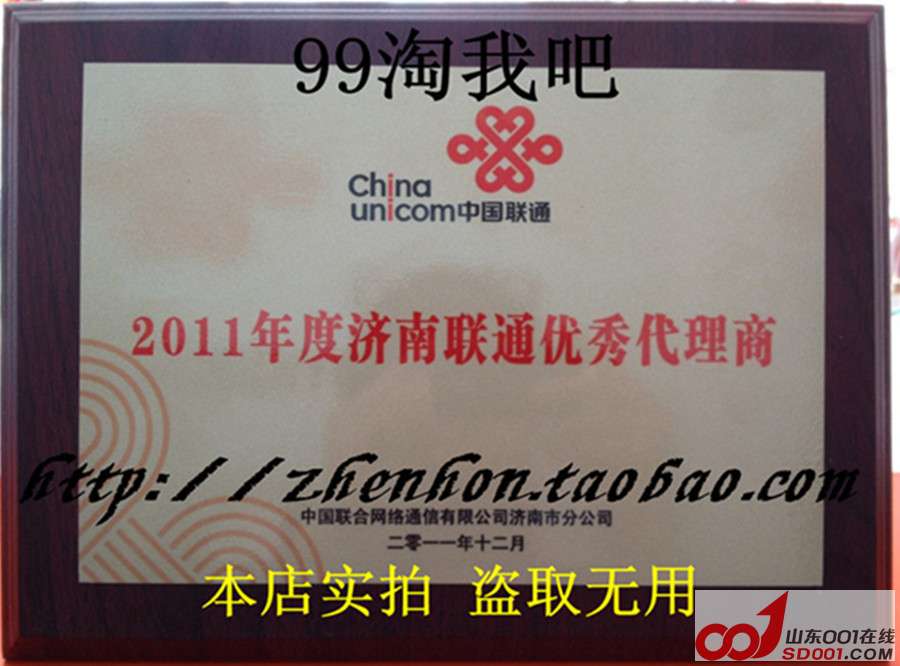 99淘我吧
China
unicom中国联通
2011年度济南联通优秀代理商
http://zhenhon.taobao.com
中国联合网络通信有限公司济南市分公司
二零一一年十二月
本店实拍 盗取无用
001 山东001在线
SD001.COM